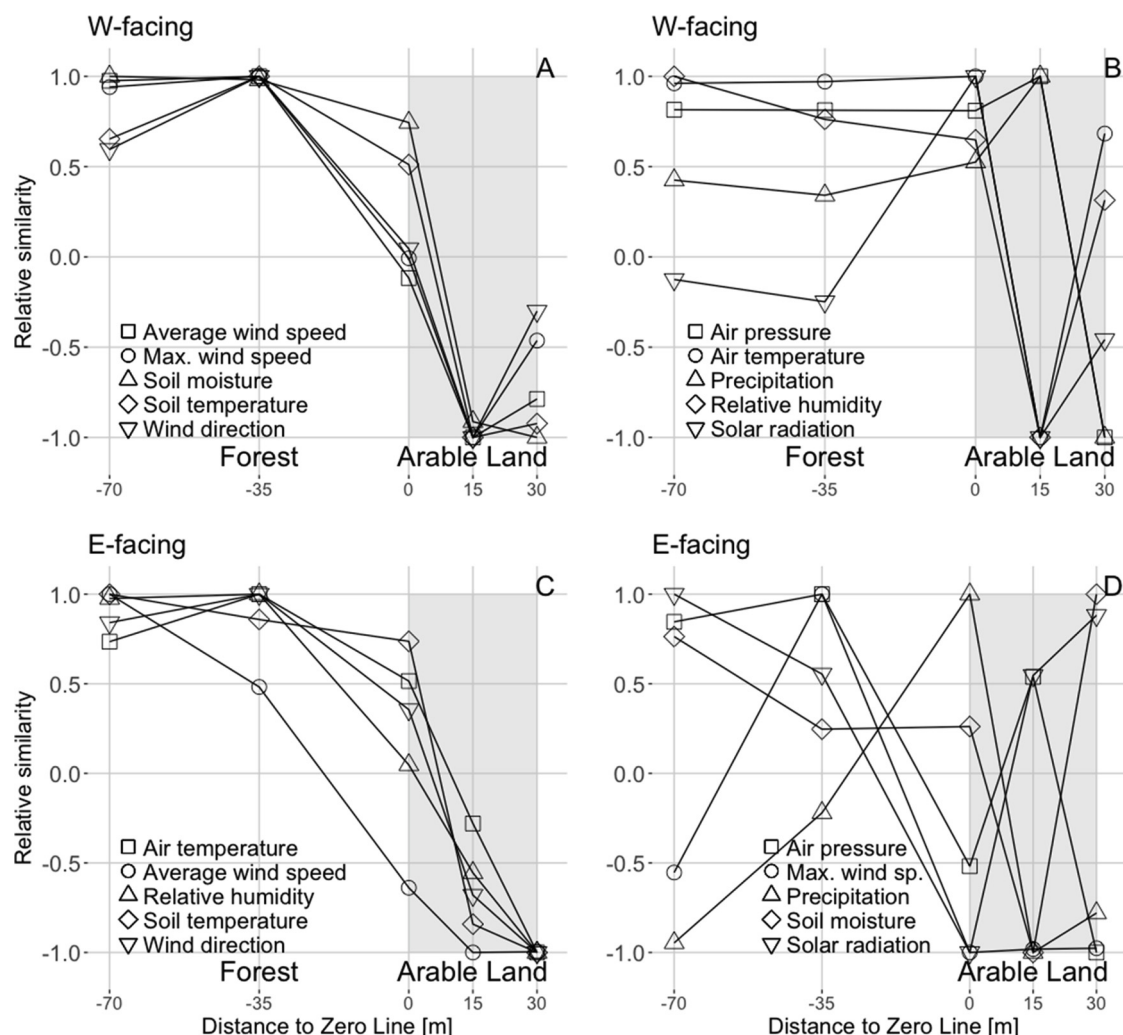 W-facing
A
1.0
0.5
0.0
-0.5
-1.0
Relative similarity
Average wind speed
Max. wind speed
Soil moisture
Soil temperature
Wind direction
Forest
Arable Land
-70
-35
0
15
30
W-facing
B
1.0
0.5
0.0
-0.5
-1.0
Air pressure
Air temperature
Precipitation
Relative humidity
Solar radiation
Forest
Arable Land
-70
-35
0
15
30
E-facing
C
1.0
0.5
0.0
-0.5
-1.0
Relative similarity
Air temperature
Average wind speed
Relative humidity
Soil temperature
Wind direction
Forest
Arable Land
-70
-35
0
15
30
Distance to Zero Line [m]
E-facing
D
1.0
0.5
0.0
-0.5
-1.0
Air pressure
Max. wind sp.
Precipitation
Soil moisture
Solar radiation
Arable Land
-70
-35
0
15
30
Distance to Zero Line [m]